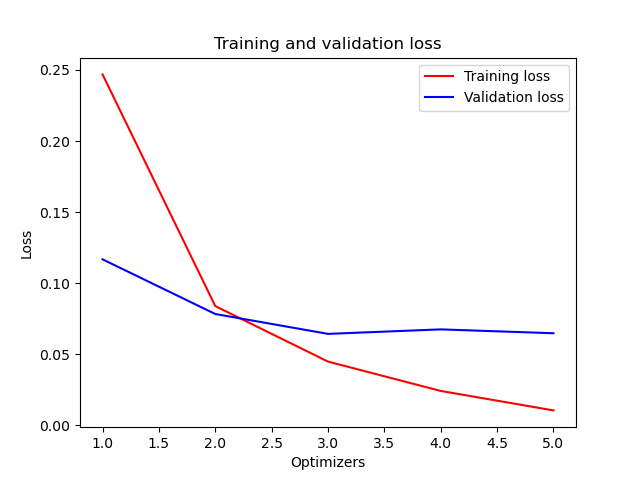 Training and validation loss
Training loss
Validation loss
0.25
0.20
0.15
0.10
0.05
0.00
Loss
1.0 1.5 2.0 2.5 3.0 3.5 4.0 4.5 5.0
Optimizers